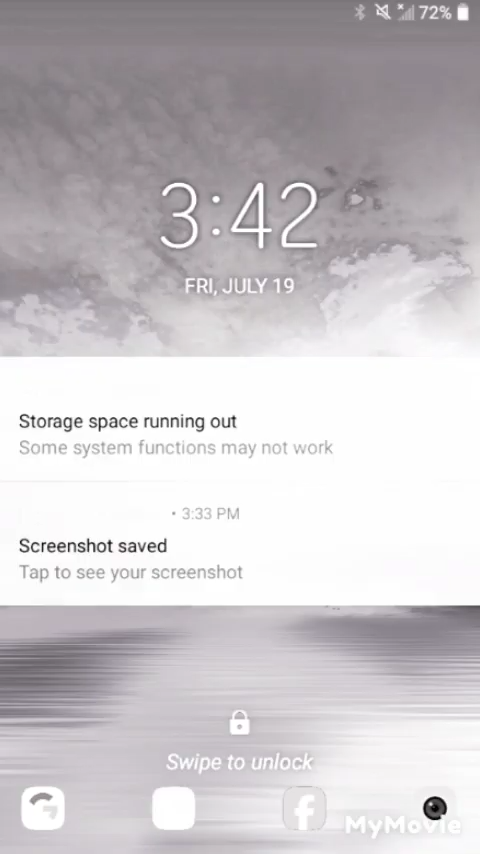 72%
3:42
FRI, JULY 19
Storage space running out
Some system functions may not work
• 3:33 PM
Screenshot saved
Tap to see your screenshot
Swipe to unlock
MyMovie